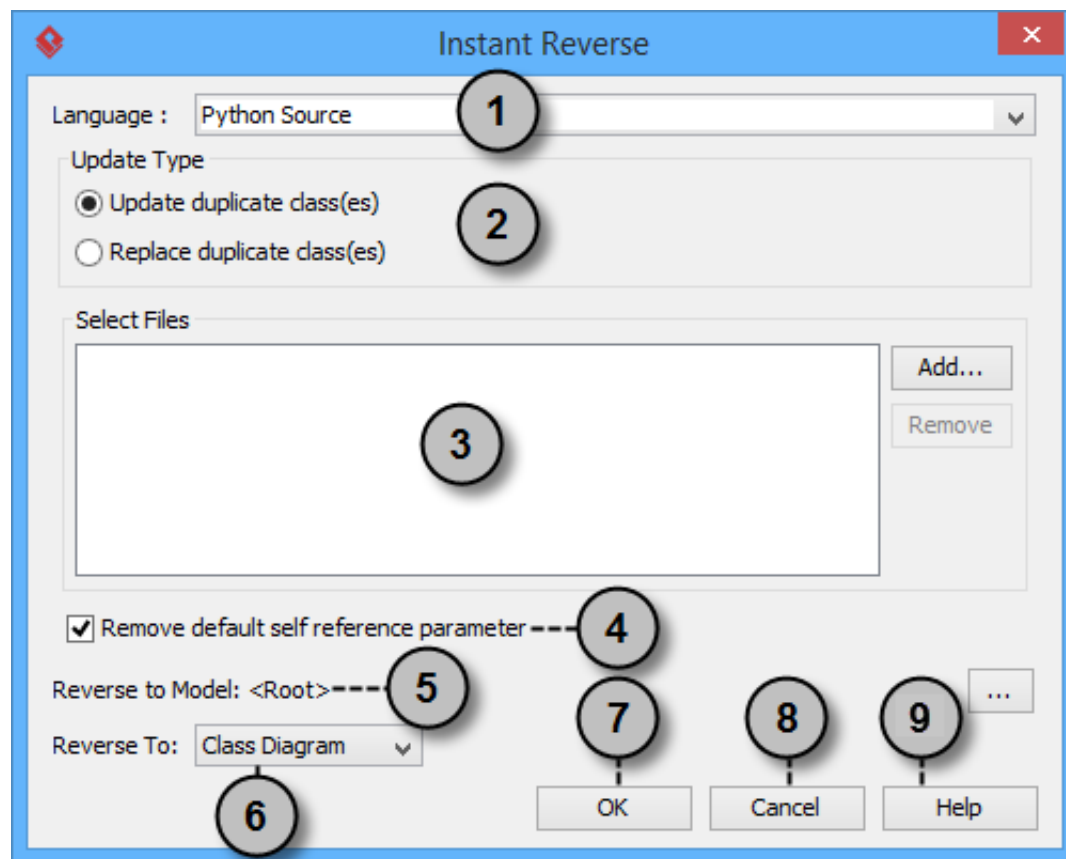 Instant Reverse
Language : Python Source 1
Update Type
Update duplicate class(es)
2
Replace duplicate class(es)
Select Files
Add...
Remove
3
Remove default self reference parameter 4
Reverse to Model: <Root> 5 ...
Reverse To: Class Diagram 7 8 9
6
OK Cancel Help